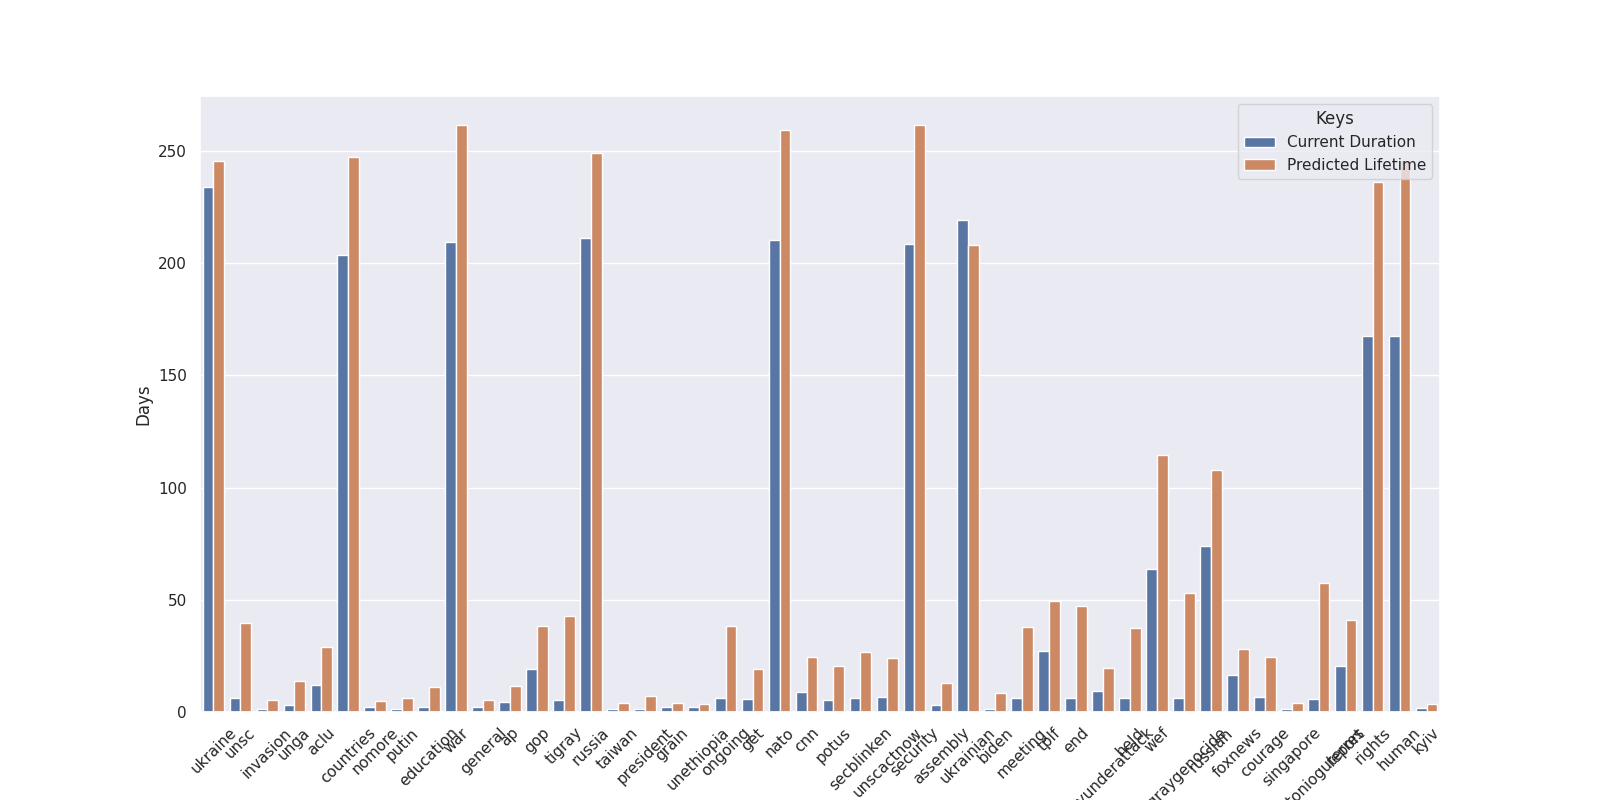 Keys
Current Duration
Predicted Lifetime
Days
250
200
150
100
50
0
ukraine
unsc
invasion
unga
aclu
countries
nomore
putin
education
war
general
ap
gop
tigray
russia
taiwan
president
grain
unethiopia
ongoing
get
nato
cnn
potus
secblinken
unscactnow
security
assembly
ukrainian
biden
meeting
tplf
end
held
wef
russian
foxnews
courage
singapore
rights
human
kyiv